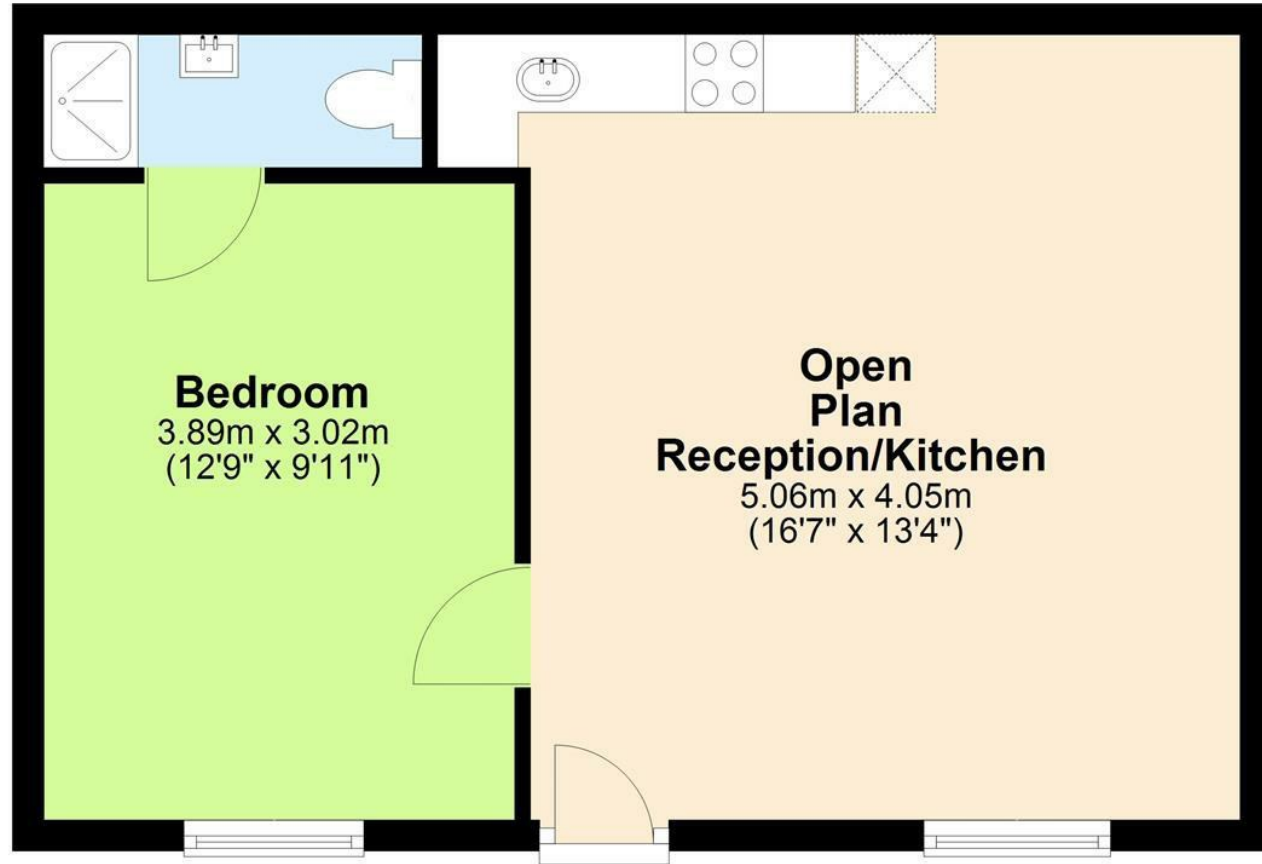 Bedroom
3.89m x 3.02m
(12'9" x 9'11")
Open
Plan
Reception/Kitchen
5.06m x 4.05m
(16'7" x 13'4")